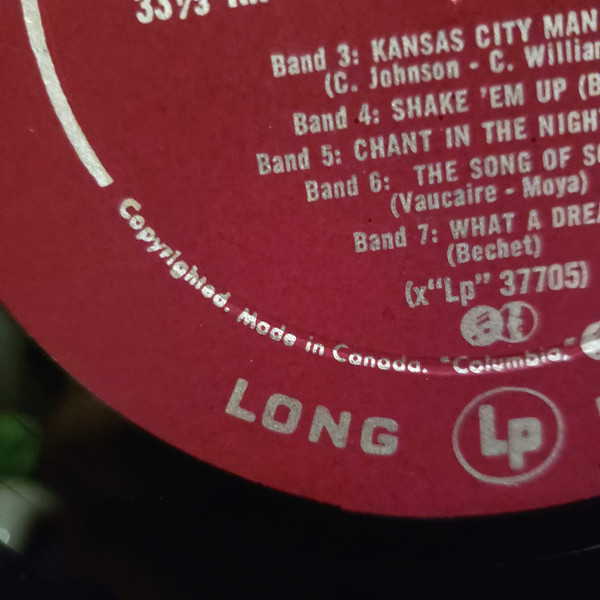 33⅓
Band 3: KANSAS CITY MAN
(C. Johnson - C. William
Band 4: SHAKE 'EM UP (B
Band 5: CHANT IN THE NIGH
Band 6: THE SONG OF SO
(Vaucaire - Moya)
Band 7: WHAT A DREA
(Bechet)
(x"Lp" 37705)
Copyrighted. Made in Canada. "Columbia,"
LONG Lp